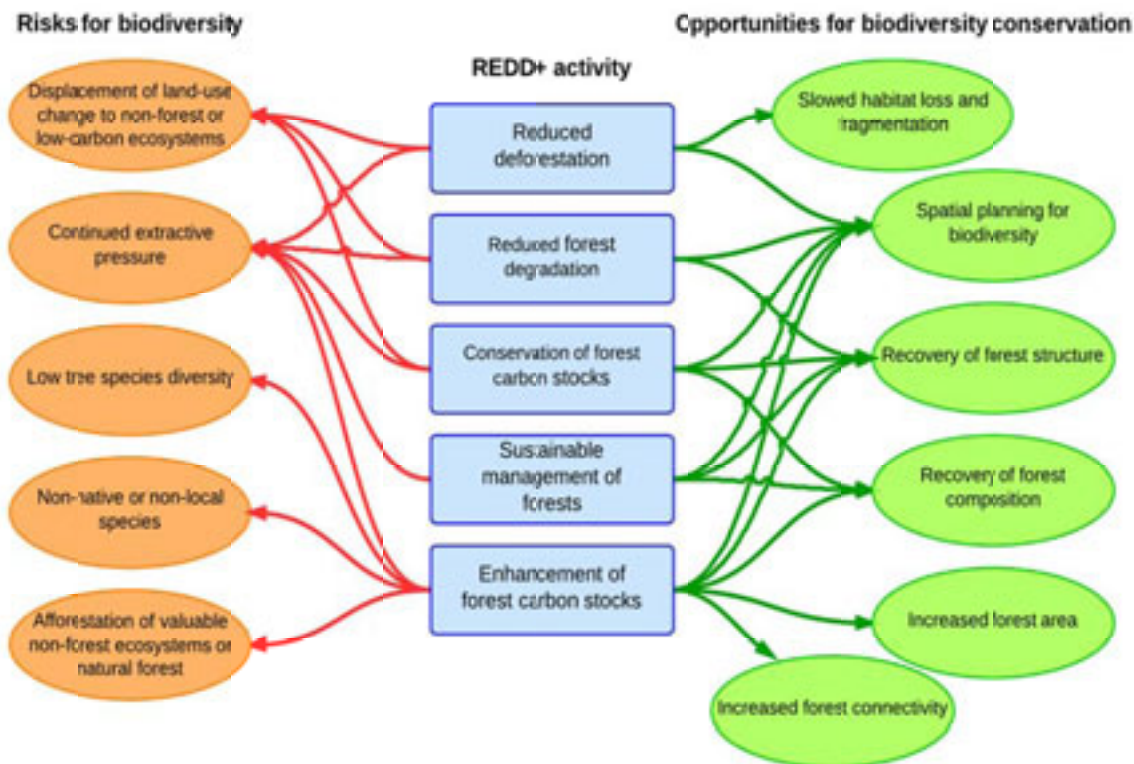 Risks for biodiversity
Displacement of land-use
change to non-forest or
low-carbon ecosystems
Continued extractive
pressure
Low tree species diversity
Non-native or non-local
species
Afforestation of valuable
non-forest ecosystems or
natural forest
REDD+ activity
Reduced
deforestation
Reduced forest
degradation
Conservation of forest
carbon stocks
Sustainable
management of
forests
Enhancement of
forest carbon stocks
Opportunities for biodiversity conservation
Slowed habitat loss and
fragmentation
Spatial planning for
biodiversity
Recovery of forest structure
Recovery of forest
composition
Increased forest area
Increased forest connectivity